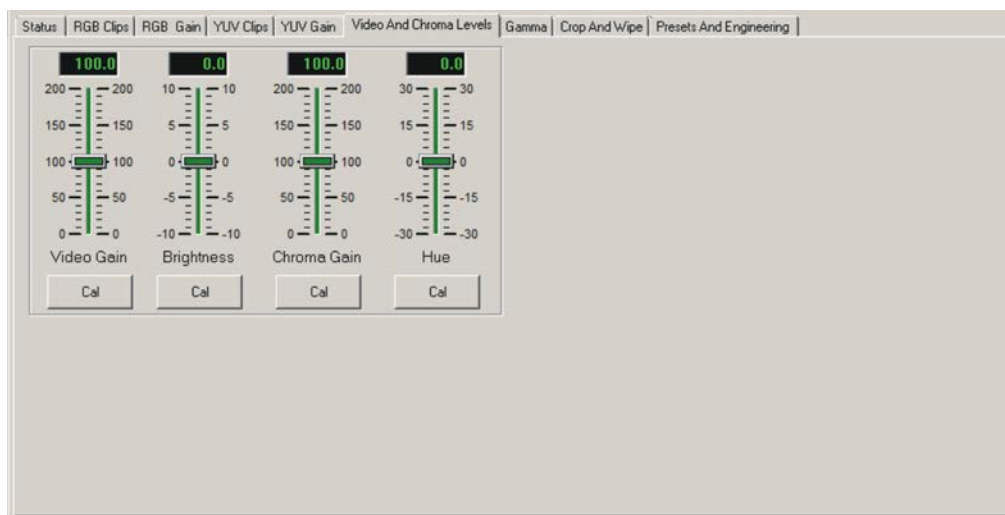 Status RGB Clips RGB Gain YUV Clips YUV Gain Video And Chroma Levels Gamma Crop And Wipe Presets And Engineering
100.0 0.0 100.0 0.0
200 200 10 10 200 200 30 30
150 150 5 5 150 150 15 15
100 100 0 0 100 100 0 0
50 50 -5 -5 50 50 -15 -15
0 0 -10 -10 0 0 -30 -30
Video Gain Brightness Chroma Gain Hue
Cal Cal Cal Cal